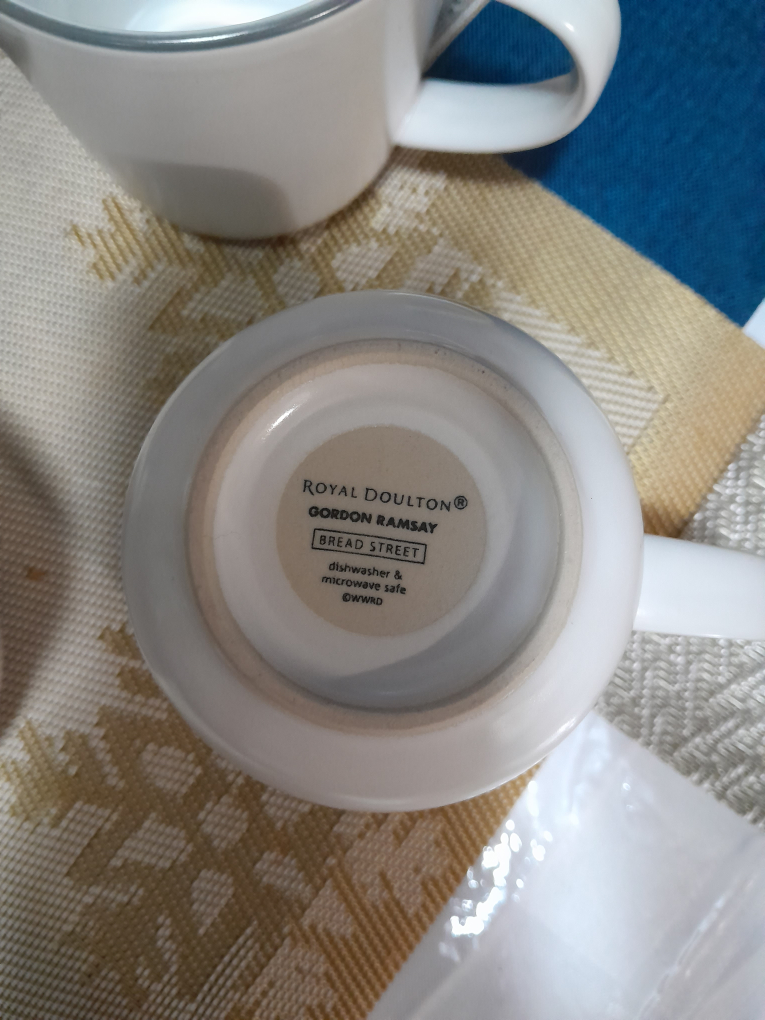 ROYAL DOULTON®
GORDON RAMSAY
BREAD STREET
dishwasher &
microwave safe
©WWRD